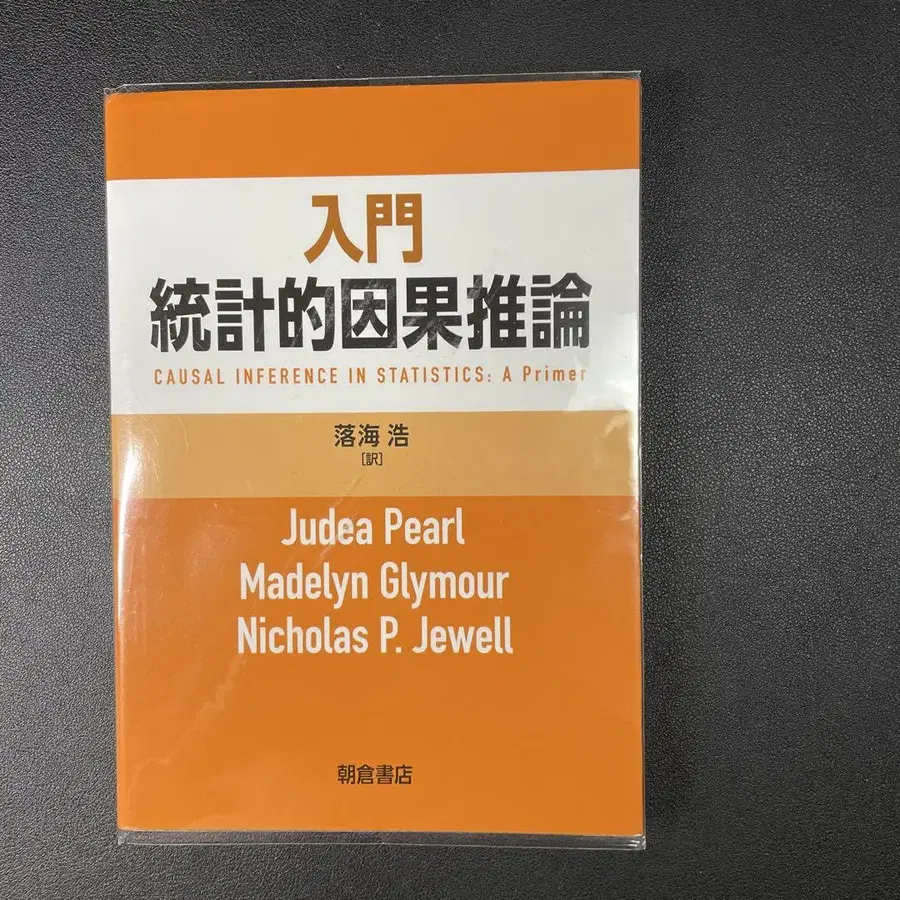 入門
統計的因果推論
CAUSAL INFERENCE IN STATISTICS: A Primer
落海 浩
[訳]
Judea Pearl
Madelyn Glymour
Nicholas P. Jewell
朝倉書店